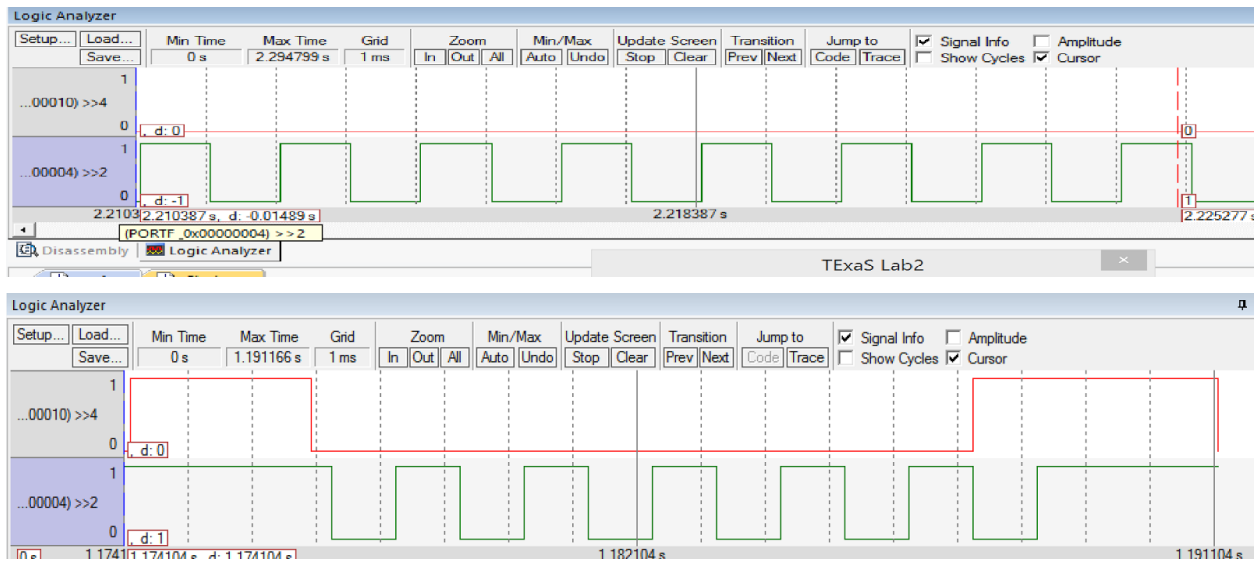 Logic Analyzer
Setup... Load... Min Time Max Time Grid Zoom Min/Max Update Screen Transition Jump to Signal Info Amplitude
Save... 0 s 2.294799 s 1 ms In Out All Auto Undo Stop Clear Prev Next Code Trace Show Cycles Cursor
1
...00010) >>4
0 , d: 0 0
1
...00004) >>2
0 , d: -1 1
2.2103 2.210387 s, d: -0.01489 s 2.218387 s 2.225277 s
(PORTF _0x00000004) >> 2
Disassembly Logic Analyzer
TExaS Lab2
Logic Analyzer
Setup... Load... Min Time Max Time Grid Zoom Min/Max Update Screen Transition Jump to Signal Info Amplitude
Save... 0 s 1.191166 s 1 ms In Out All Auto Undo Stop Clear Prev Next Code Trace Show Cycles Cursor
1
...00010) >>4
0 , d: 0
1
...00004) >>2
0 , d: 1
0 s 1.1741 1.174104 s, d: 1.174104 s 1.182104 s 1.191104 s